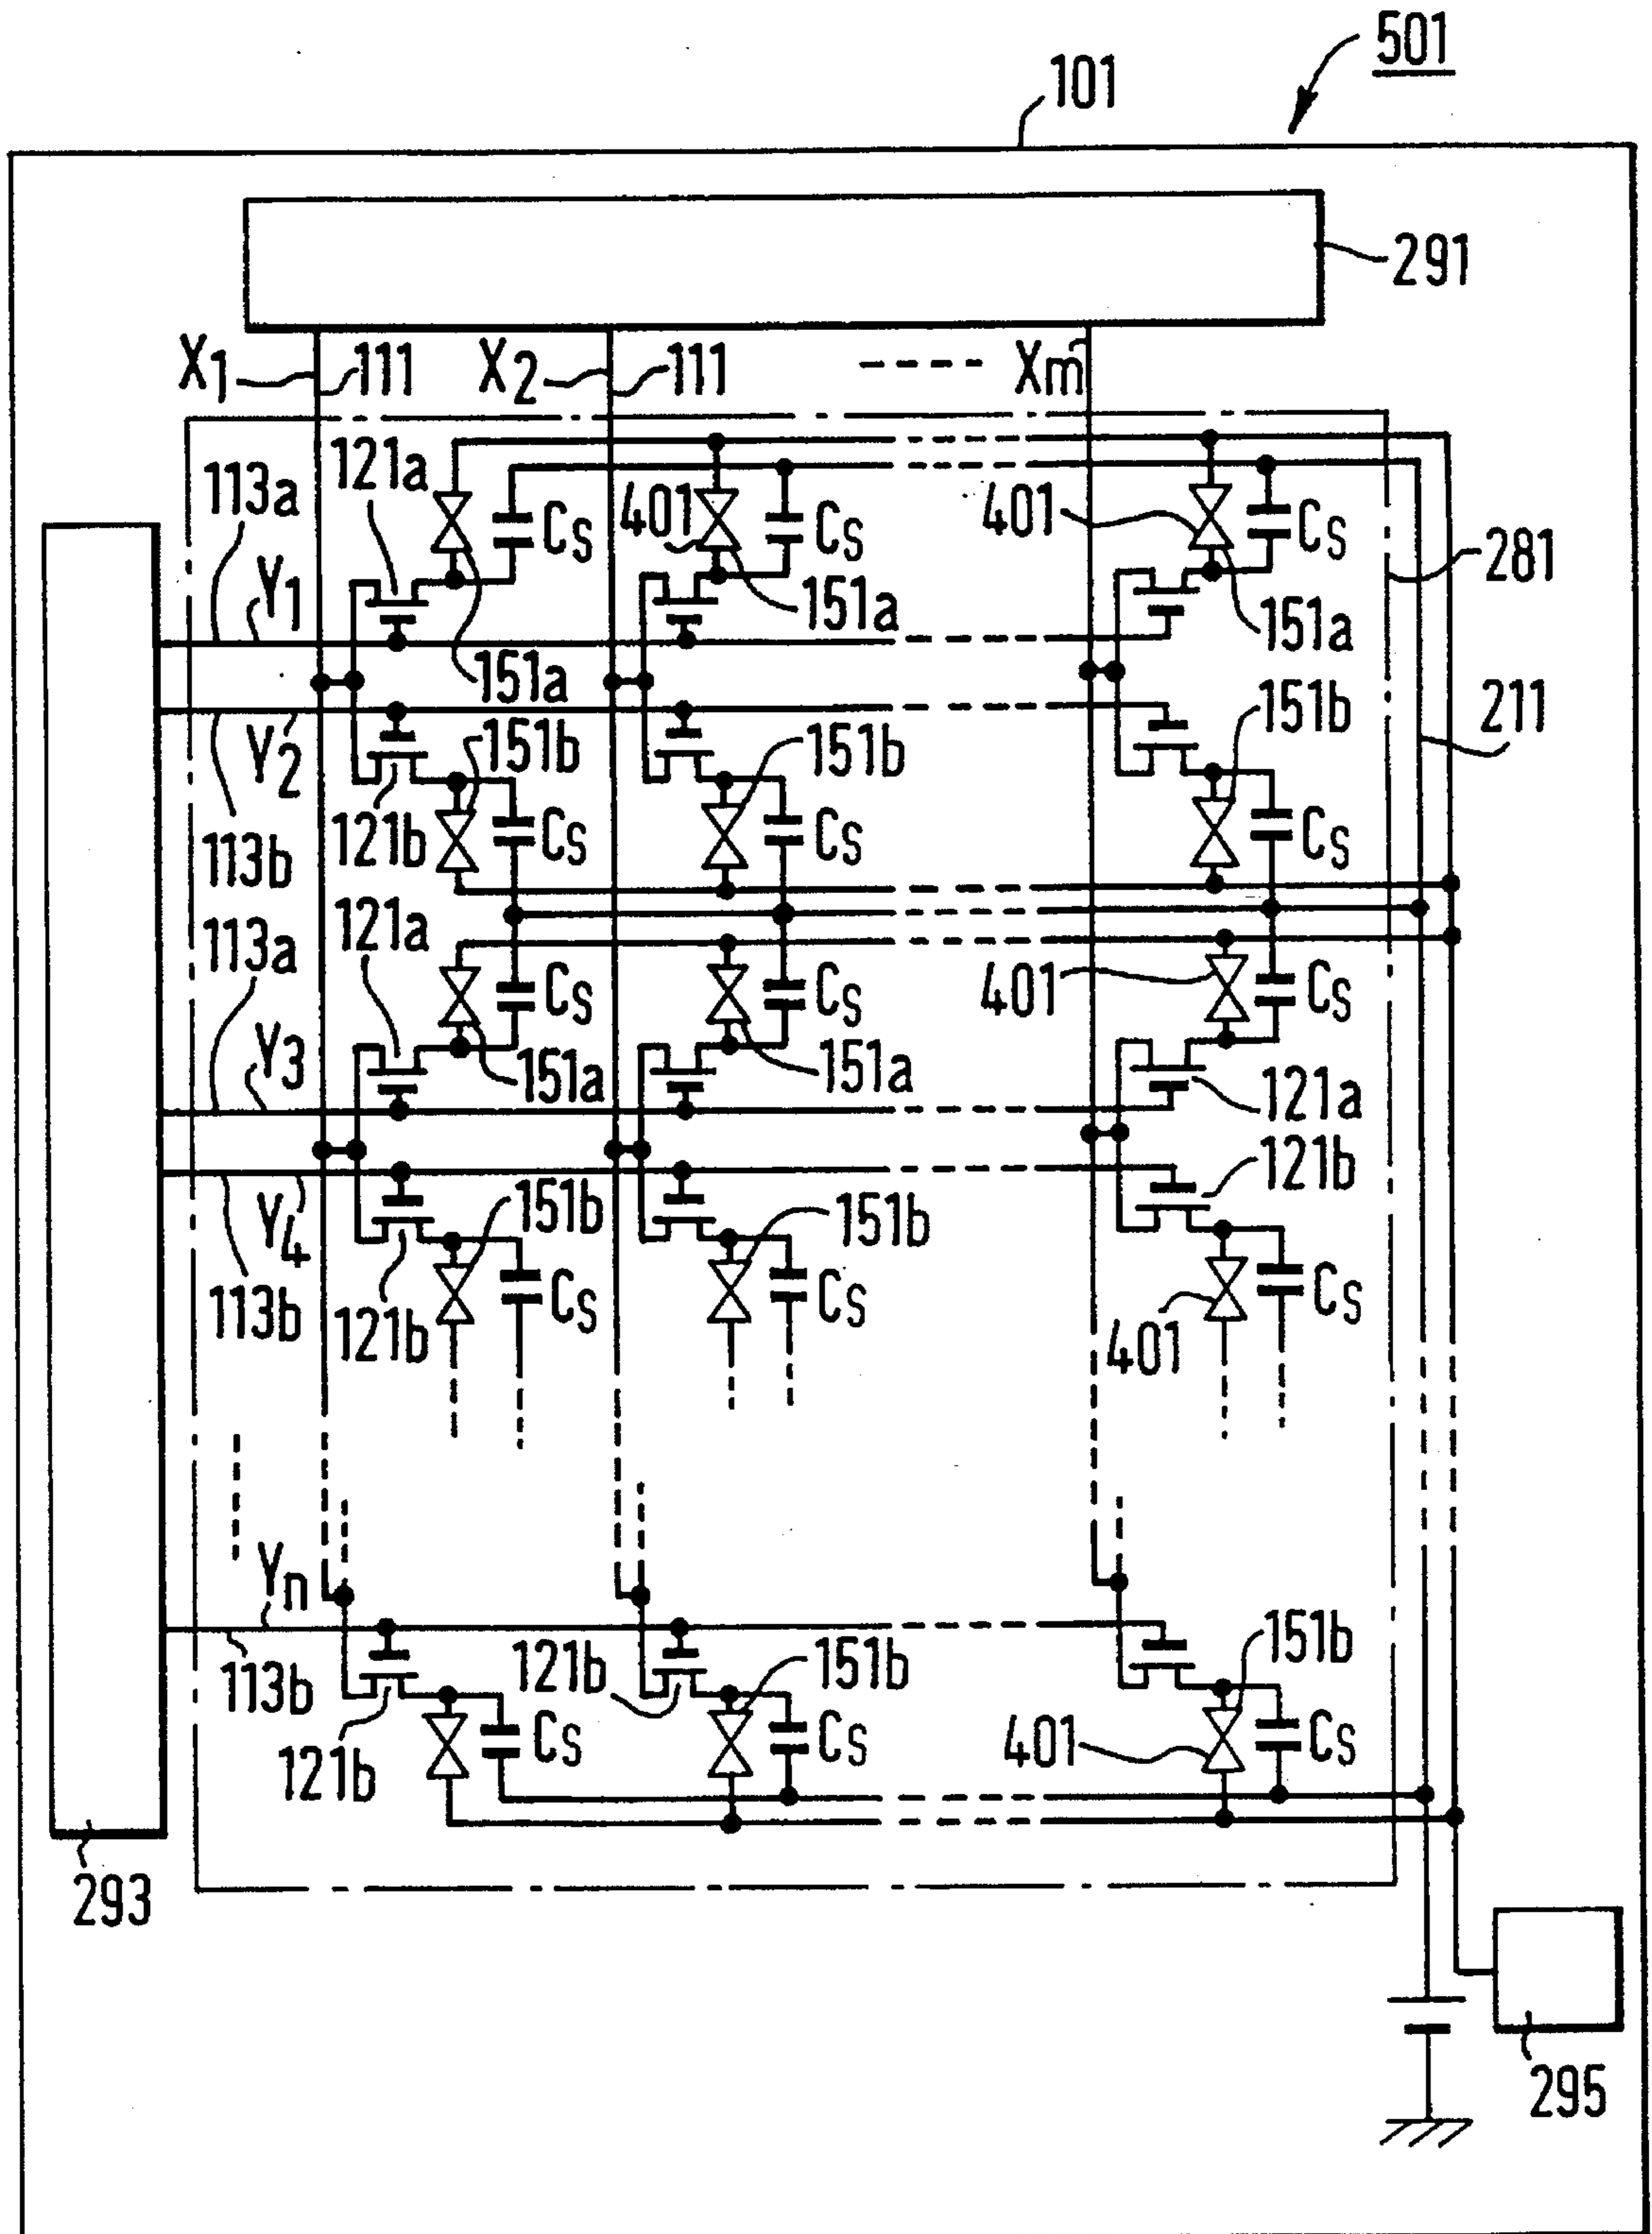 501
101
291
X1 111 X2 111 Xm
121a
113a 401 Cs 401 Cs
Cs
281
Y1 151a 151a
151a
151b 211
Y2 151b 151b
121b Cs Cs Cs
113b
121a
113a Cs 401 Cs Cs
Y3 151a 151a 121a
121b
151b 151b
Y4
113b 121b Cs Cs 401 Cs
Yn
113b 121b 151b 151b
121b Cs Cs 401 Cs
293
295